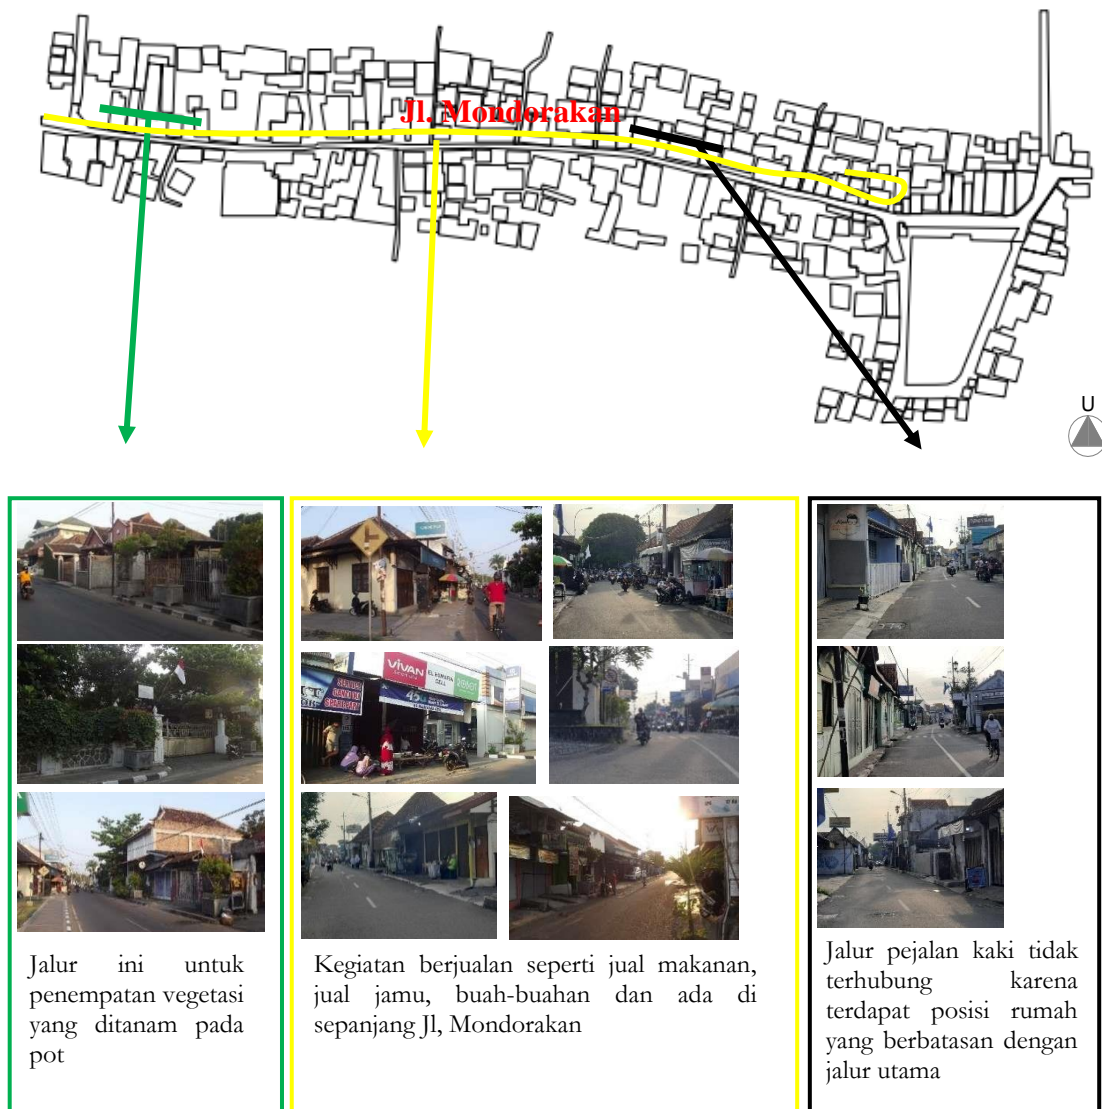 Jl. Mondorakan
U
VIVAN
Jalur ini untuk
penempatan vegetasi
yang ditanam pada
pot
Kegiatan berjualan seperti jual makanan,
jual jamu, buah-buahan dan ada di
sepanjang Jl, Mondorakan
Jalur pejalan kaki tidak
terhubung karena
terdapat posisi rumah
yang berbatasan dengan
jalur utama